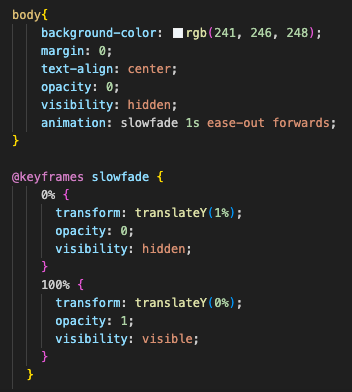 body{
    background-color: rgb(241, 246, 248);
    margin: 0;
    text-align: center;
    opacity: 0;
    visibility: hidden;
    animation: slowfade 1s ease-out forwards;
}

@keyframes slowfade {
    0% {
      transform: translateY(1%);
      opacity: 0;
      visibility: hidden;
    }
    100% {
      transform: translateY(0%);
      opacity: 1;
      visibility: visible;
    }
  }